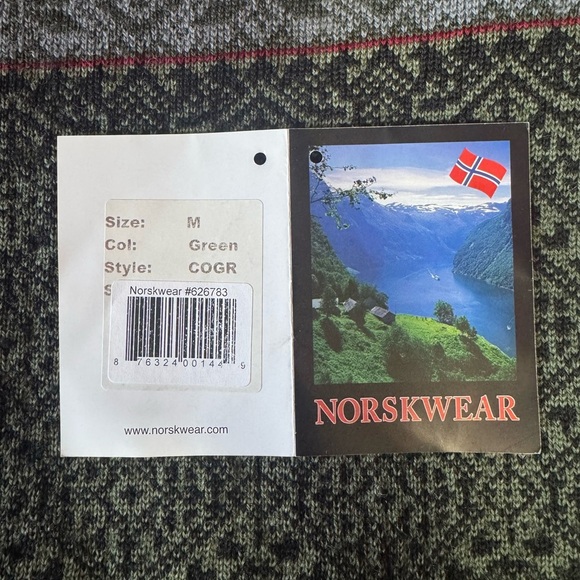 Size: M
Col: Green
Style: COGR
S
Norskwear #626783
8 76324 00144 9
www.norskwear.com
NORSKWEAR